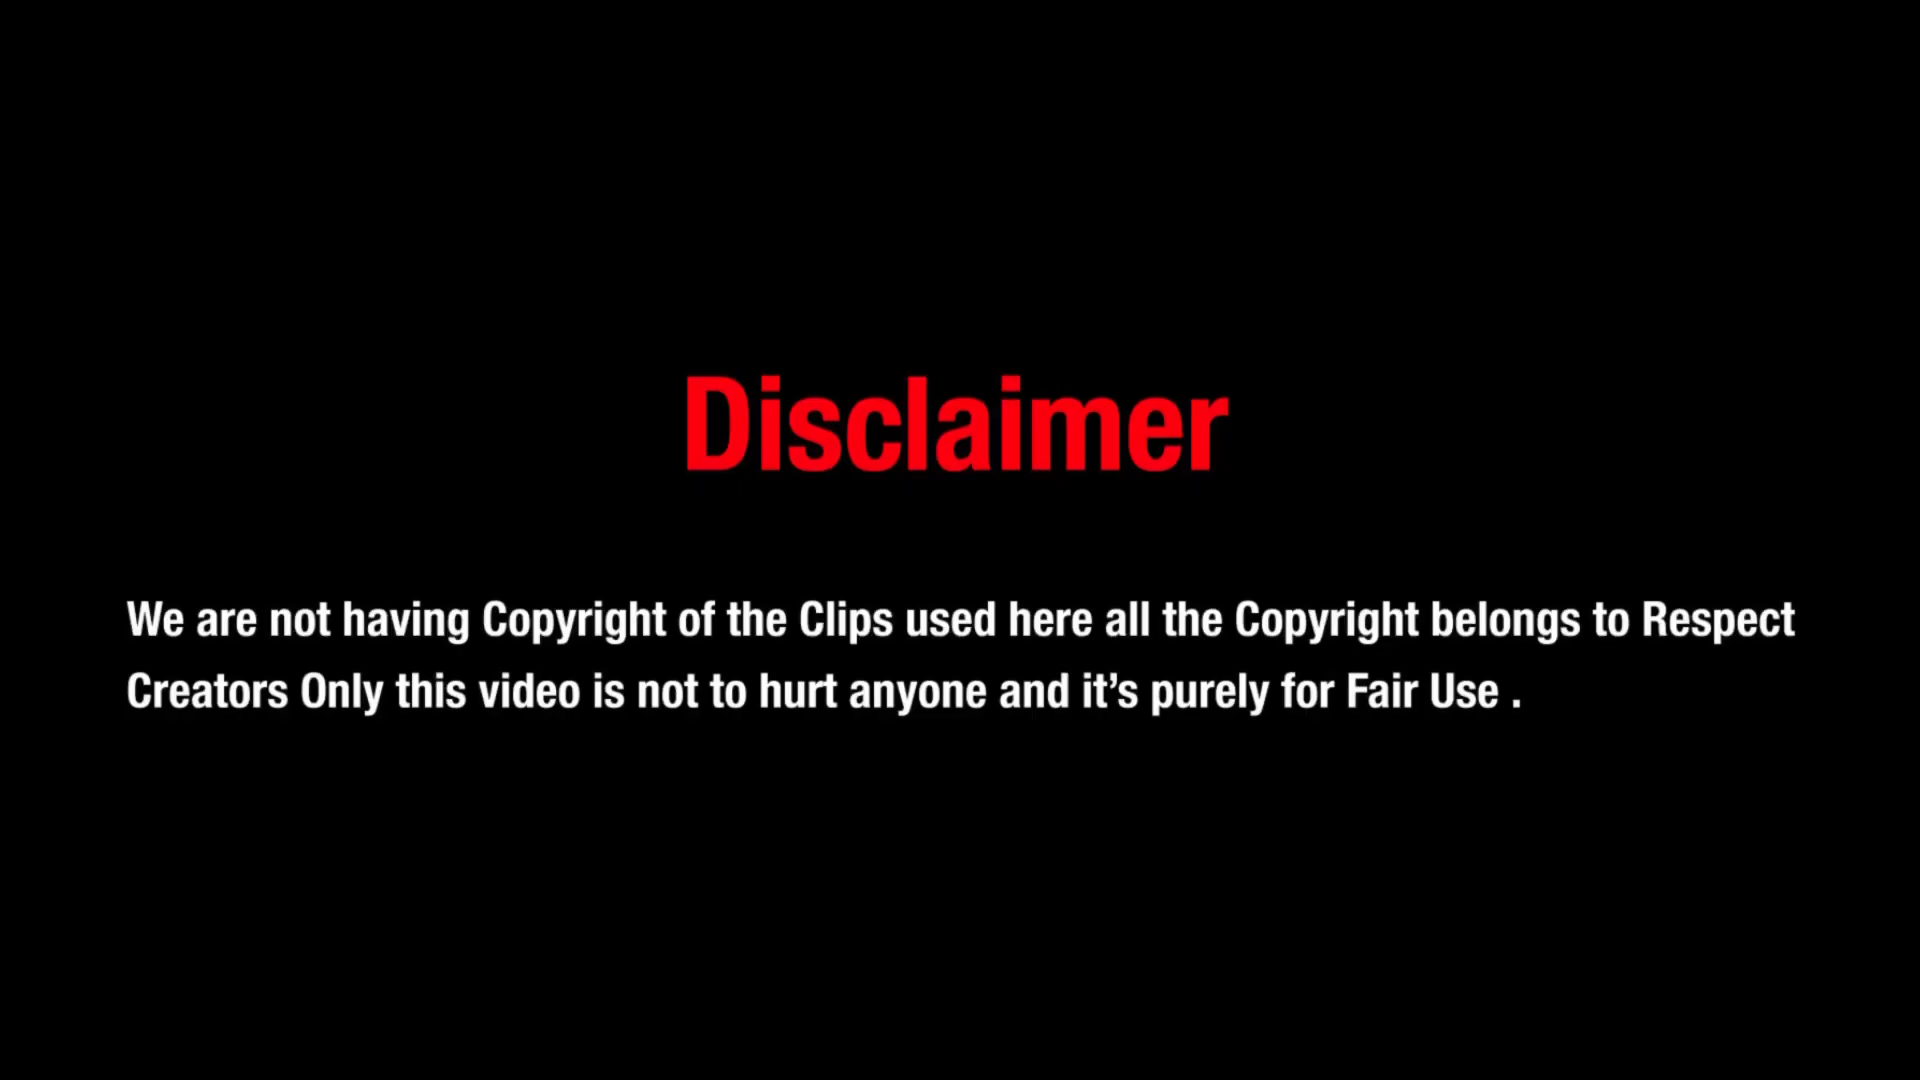 Disclaimer
We are not having Copyright of the Clips used here all the Copyright belongs to Respect
Creators Only this video is not to hurt anyone and it’s purely for Fair Use .